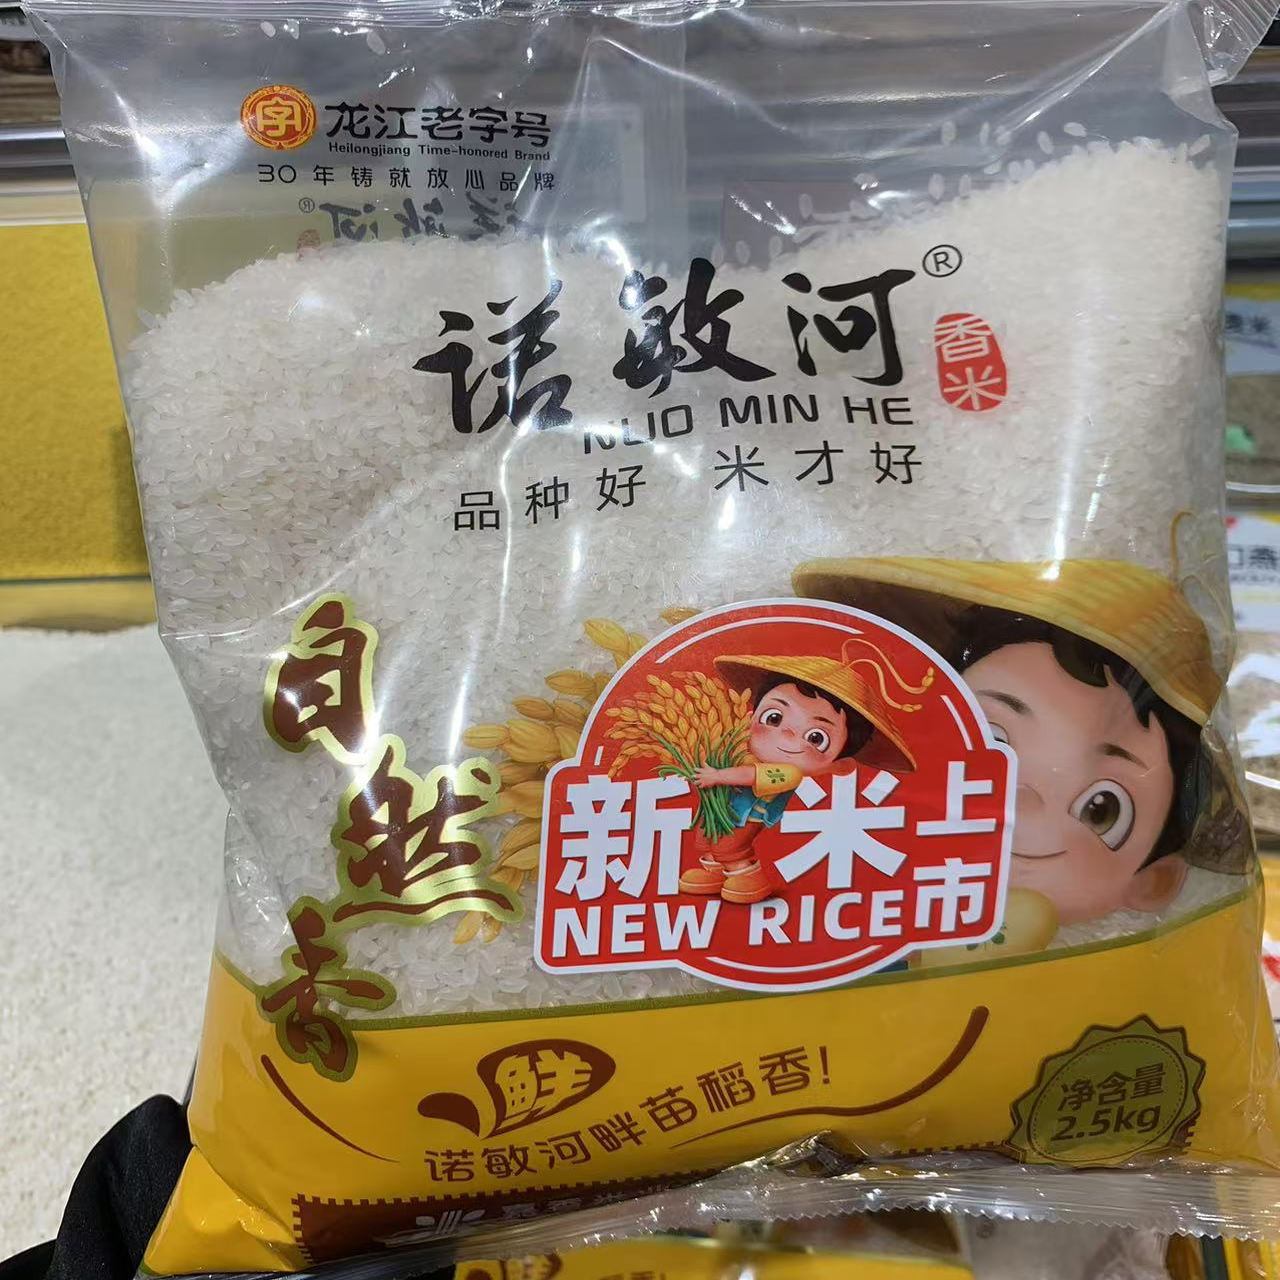 字
龙江老字号
Heilongjiang Time-honored Brand
30年铸就放心品牌
诺敏河®
香米
NUO MIN HE
品种好 米才好
自然香
新米上市
NEW RICE
鲜
诺敏河畔苗稻香!
净含量
2.5kg